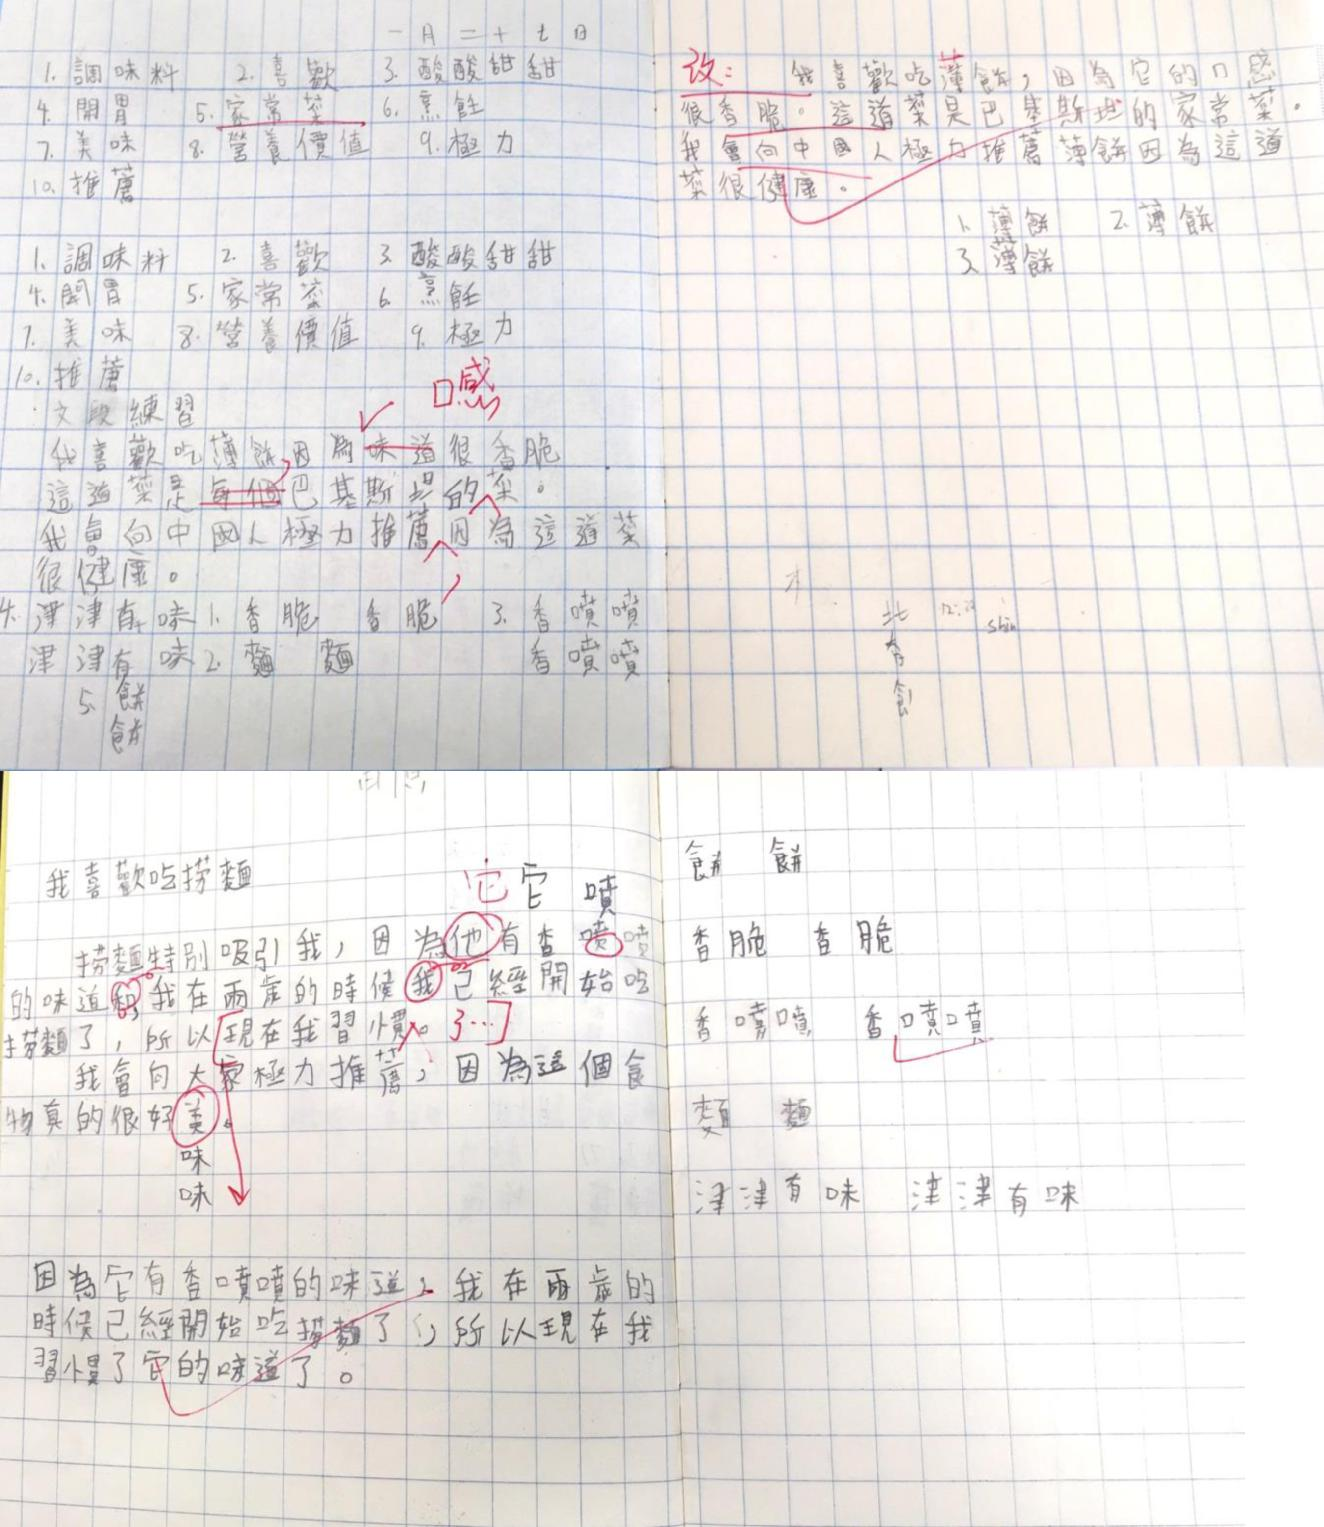 一月二十七日
1. 調味料 2. 喜歡 3. 酸酸甜甜
4. 開胃 5. 家常菜 6. 烹飪
7. 美味 8. 營養價值 9. 極力
10. 推薦
1. 調味料 2. 喜歡 3. 酸酸甜甜
4. 開胃 5. 家常菜 6. 烹飪
7. 美味 8. 營養價值 9. 極力
10. 推薦
口感
文段練習
我喜歡吃薄餅因為味道很香脆
這道菜是每個巴基斯坦的菜。
我會向中國人極力推薦因為這道菜
很健康。
4. 津津有味 1. 香脆 香脆 3. 香噴噴
津津有味 2. 麵 麵 香噴噴
5. 餅
餅
改：我喜歡吃薄餅，因為它的口感
很香脆。這道菜是巴基斯坦的家常菜。
我會向中國人極力推薦薄餅因為這道
菜很健康。
1. 薄餅 2. 薄餅
3. 薄餅
北
食
我喜歡吃撈麵
它 它 噴
撈麵特別吸引我，因為他有香噴噴
的味道和我在兩歲的時候我已經開始吃
撈麵了，所以現在我習慣。了…
我會向大家極力推薦，因為這個食
物真的很好美。
味
味
因為它有香噴噴的味道，我在兩歲的
時候已經開始吃撈麵了，所以現在我
習慣了它的味道了。
餅 餅
香脆 香脆
香噴噴 香噴噴
麵 麵
津津有味 津津有味